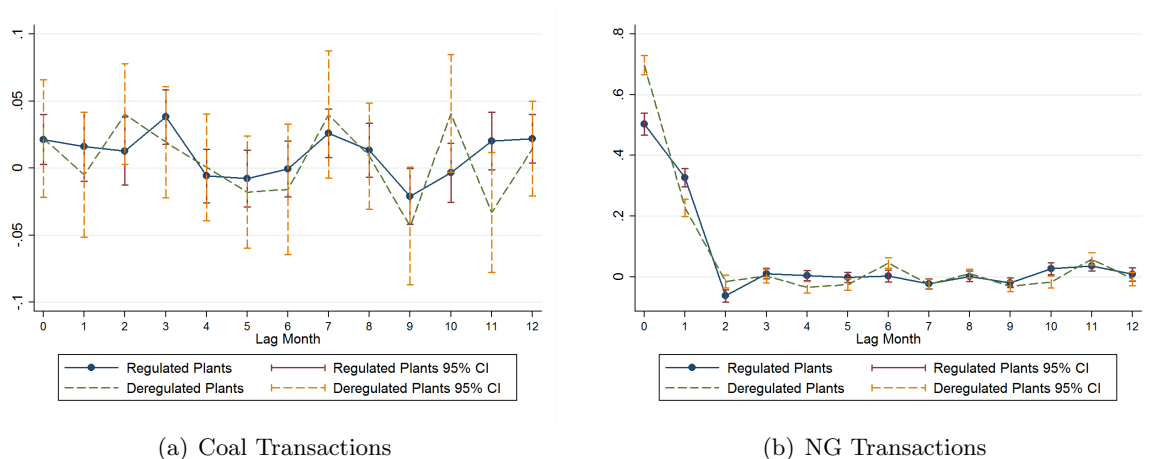 .1
.05
0
-.05
-.1
0 1 2 3 4 5 6 7 8 9 10 11 12
Lag Month
Regulated Plants Regulated Plants 95% CI
Deregulated Plants Deregulated Plants 95% CI
(a) Coal Transactions
.8
.6
.4
.2
0
0 1 2 3 4 5 6 7 8 9 10 11 12
Lag Month
Regulated Plants Regulated Plants 95% CI
Deregulated Plants Deregulated Plants 95% CI
(b) NG Transactions